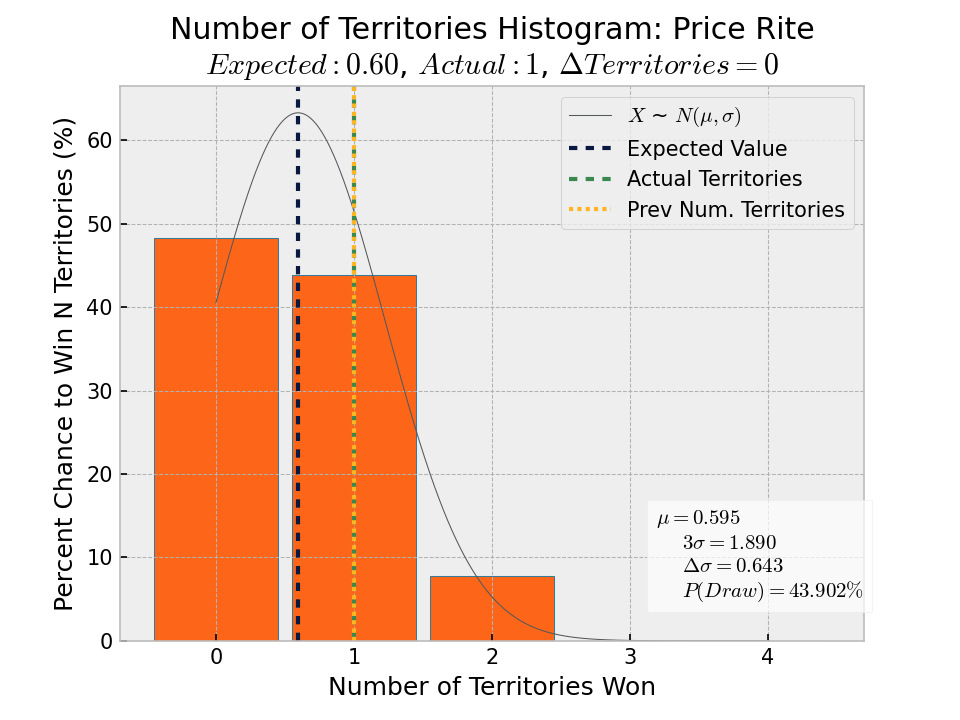 Number of Territories Histogram: Price Rite
Expected : 0.60, Actual : 1, ΔTerritories = 0
Percent Chance to Win N Territories (%)
60
50
40
30
20
10
0
X ~ N(μ, σ)
Expected Value
Actual Territories
Prev Num. Territories
μ = 0.595
3σ = 1.890
Δσ = 0.643
P(Draw) = 43.902%
0 1 2 3 4
Number of Territories Won